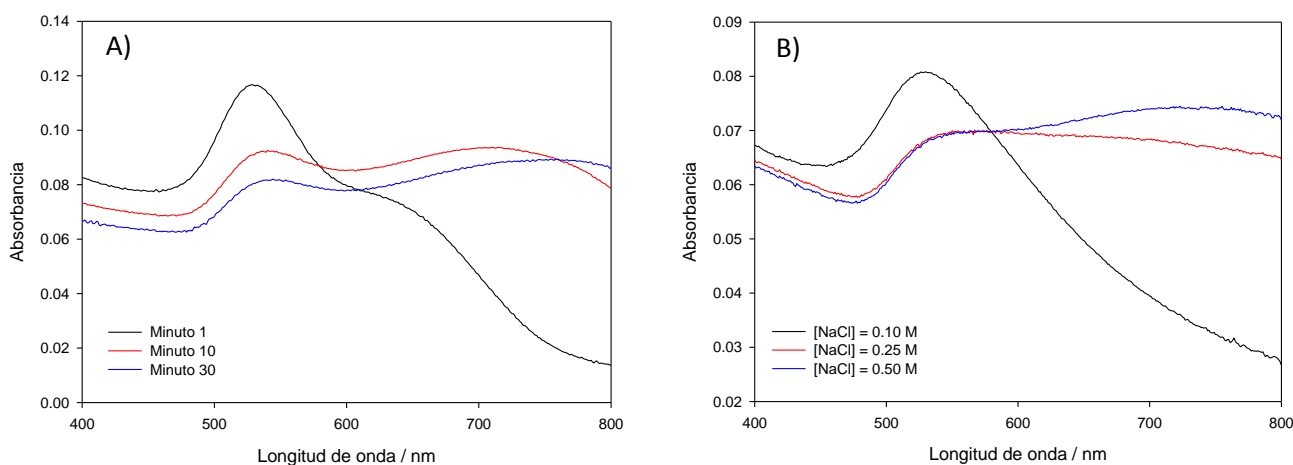 A)
Absorbancia
0.14
0.12
0.10
0.08
0.06
0.04
0.02
0.00
Minuto 1
Minuto 10
Minuto 30
400 500 600 700 800
Longitud de onda / nm
B)
Absorbancia
0.09
0.08
0.07
0.06
0.05
0.04
0.03
0.02
[NaCl] = 0.10 M
[NaCl] = 0.25 M
[NaCl] = 0.50 M
400 500 600 700 800
Longitud de onda / nm